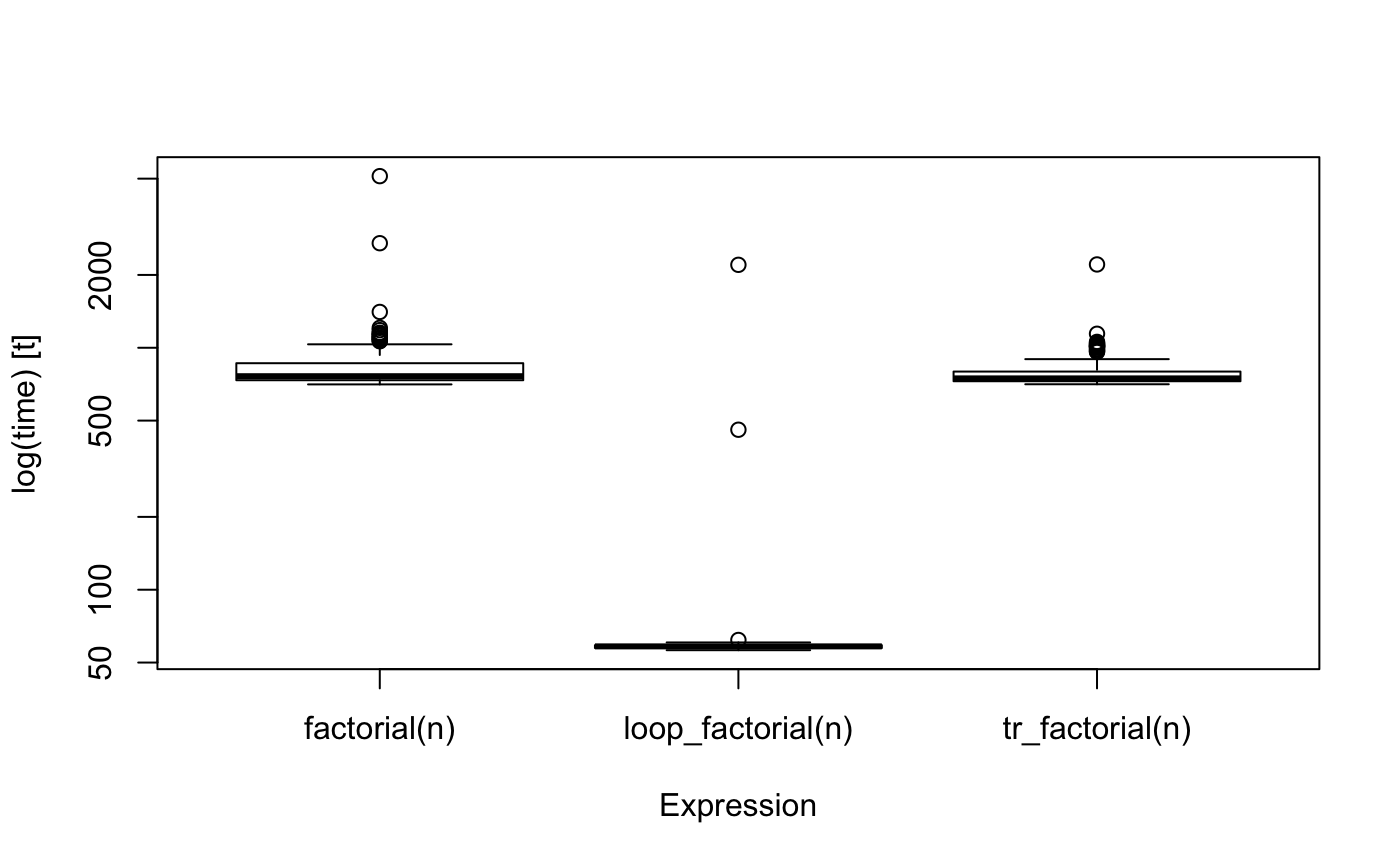 log(time) [t]
2000
500
100
50
factorial(n)
loop_factorial(n)
tr_factorial(n)
Expression